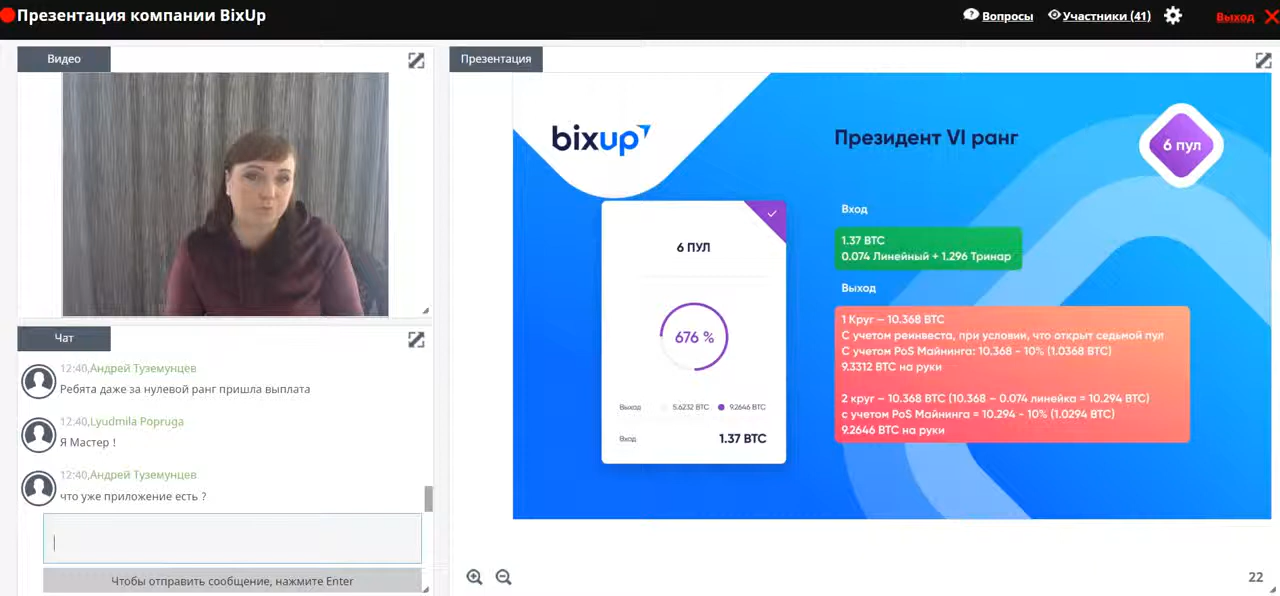 Презентация компании BixUp
Вопросы
Участники (41)
Выход
Видео
Презентация
bixup
Президент VI ранг
6 пул
6 ПУЛ
676 %
Выход 5.6232 BTC 9.2646 BTC
Вход 1.37 BTC
Вход
1.37 BTC
0.074 Линейный + 1.296 Тринар
Выход
1 Круг – 10.368 BTC
С учетом реинвеста, при условии, что открыт седьмой пул
С учетом PoS Майнинга: 10.368 - 10% (1.0368 BTC)
9.3312 BTC на руки
2 круг – 10.368 BTC (10.368 – 0.074 линейка = 10.294 BTC)
с учетом PoS Майнинга = 10.294 - 10% (1.0294 BTC)
9.2646 BTC на руки
22
Чат
12:40,Андрей Туземунцев
Ребята даже за нулевой ранг пришла выплата
12:40,Lyudmila Popruga
Я Мастер !
12:40,Андрей Туземунцев
что уже приложение есть ?
Чтобы отправить сообщение, нажмите Enter